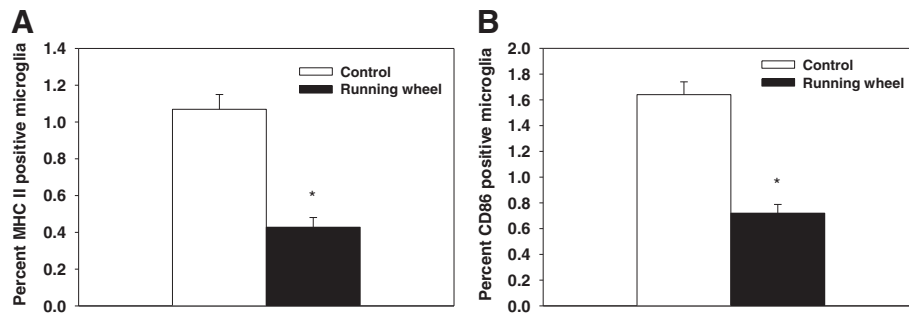 A
Percent MHC II positive microglia
1.4
1.2
1.0
0.8
0.6
0.4
0.2
0.0
Control
Running wheel
*
B
Percent CD86 positive microglia
2.0
1.8
1.6
1.4
1.2
1.0
0.8
0.6
0.4
0.2
0.0
Control
Running wheel
*